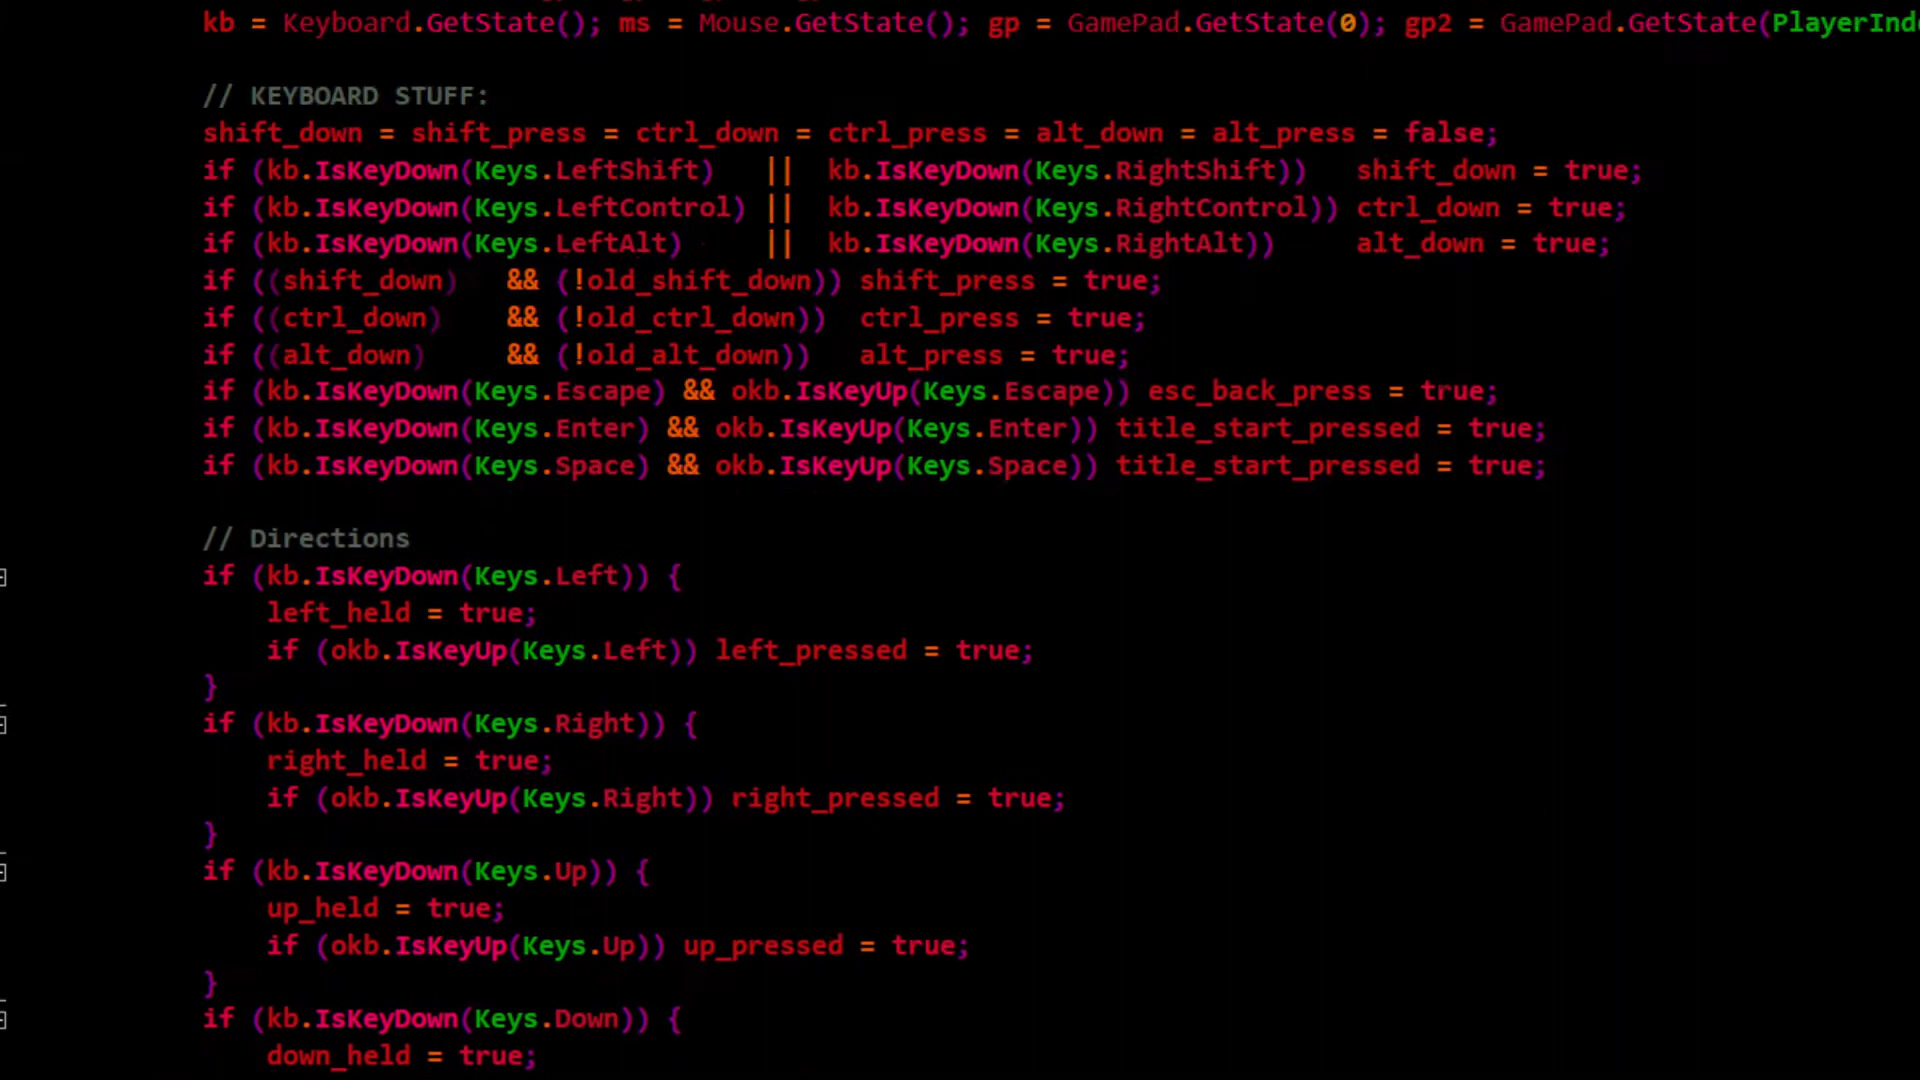 kb = Keyboard.GetState(); ms = Mouse.GetState(); gp = GamePad.GetState(0); gp2 = GamePad.GetState(PlayerInd
// KEYBOARD STUFF:
shift_down = shift_press = ctrl_down = ctrl_press = alt_down = alt_press = false;
if (kb.IsKeyDown(Keys.LeftShift)   ||  kb.IsKeyDown(Keys.RightShift))   shift_down = true;
if (kb.IsKeyDown(Keys.LeftControl) ||  kb.IsKeyDown(Keys.RightControl)) ctrl_down = true;
if (kb.IsKeyDown(Keys.LeftAlt)     ||  kb.IsKeyDown(Keys.RightAlt))     alt_down = true;
if ((shift_down)   && (!old_shift_down)) shift_press = true;
if ((ctrl_down)    && (!old_ctrl_down))  ctrl_press = true;
if ((alt_down)     && (!old_alt_down))   alt_press = true;
if (kb.IsKeyDown(Keys.Escape) && okb.IsKeyUp(Keys.Escape)) esc_back_press = true;
if (kb.IsKeyDown(Keys.Enter) && okb.IsKeyUp(Keys.Enter)) title_start_pressed = true;
if (kb.IsKeyDown(Keys.Space) && okb.IsKeyUp(Keys.Space)) title_start_pressed = true;
// Directions
if (kb.IsKeyDown(Keys.Left)) {
    left_held = true;
    if (okb.IsKeyUp(Keys.Left)) left_pressed = true;
}
if (kb.IsKeyDown(Keys.Right)) {
    right_held = true;
    if (okb.IsKeyUp(Keys.Right)) right_pressed = true;
}
if (kb.IsKeyDown(Keys.Up)) {
    up_held = true;
    if (okb.IsKeyUp(Keys.Up)) up_pressed = true;
}
if (kb.IsKeyDown(Keys.Down)) {
    down_held = true;